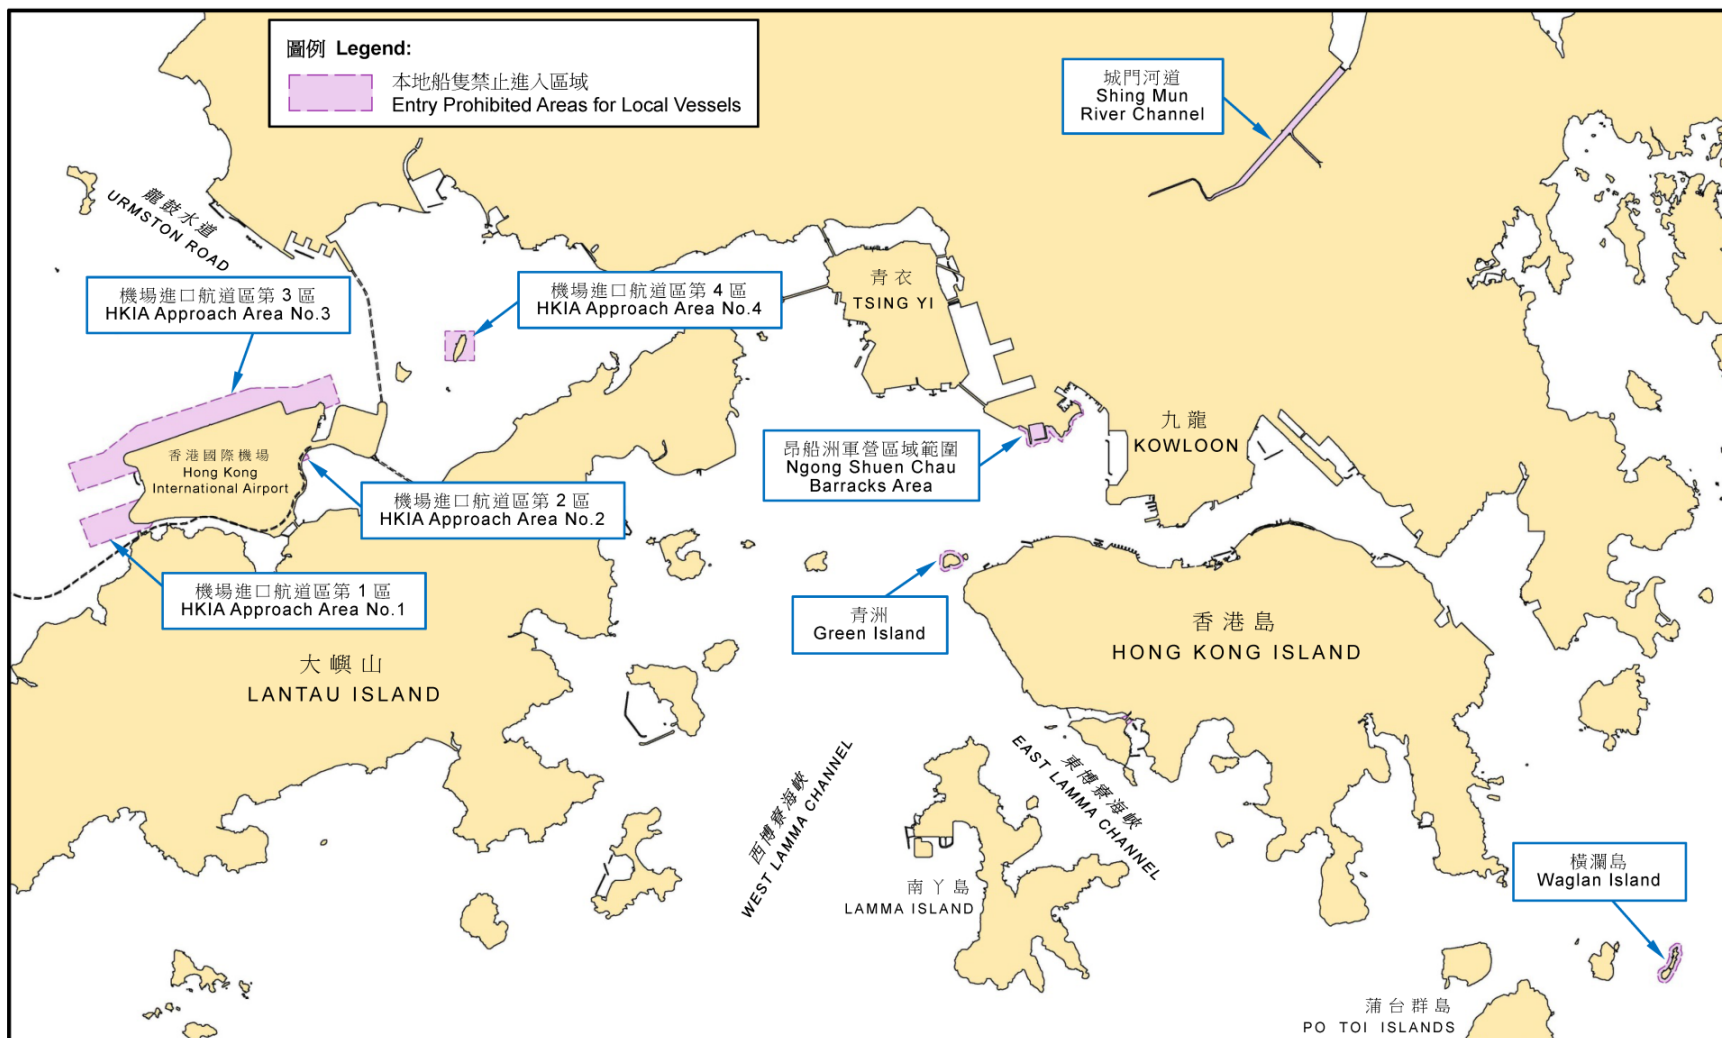 圖例 Legend:
本地船隻禁止進入區域
Entry Prohibited Areas for Local Vessels
城門河道
Shing Mun
River Channel
龍鼓水道
URMSTON ROAD
機場進口航道區第 3 區
HKIA Approach Area No.3
機場進口航道區第 4 區
HKIA Approach Area No.4
青衣
TSING YI
香港國際機場
Hong Kong
International Airport
機場進口航道區第 2 區
HKIA Approach Area No.2
昂船洲軍營區域範圍
Ngong Shuen Chau
Barracks Area
九龍
KOWLOON
機場進口航道區第 1 區
HKIA Approach Area No.1
青洲
Green Island
香港島
HONG KONG ISLAND
大嶼山
LANTAU ISLAND
西博寮海峽
WEST LAMMA CHANNEL
東博寮海峽
EAST LAMMA CHANNEL
南丫島
LAMMA ISLAND
橫瀾島
Waglan Island
蒲台群島
PO TOI ISLANDS